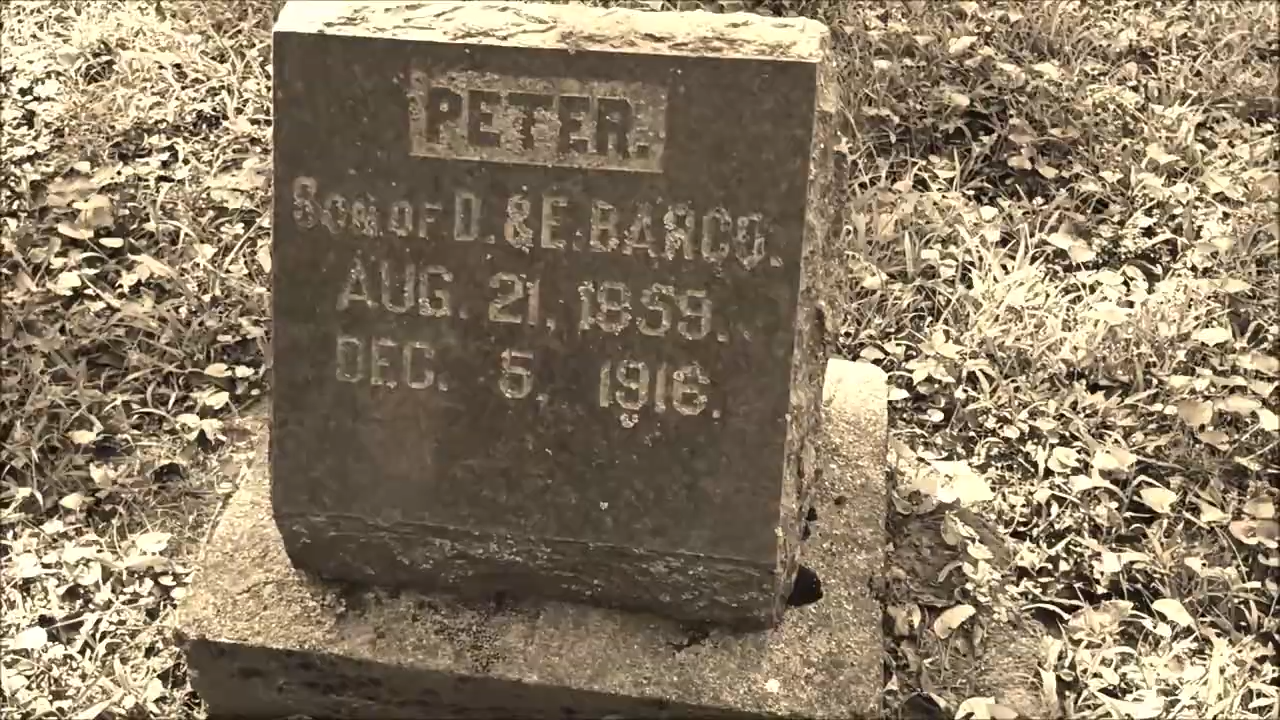 PETER.
SON OF D. & E. BARCO.
AUG. 21, 1859.
DEC. 5, 1916.